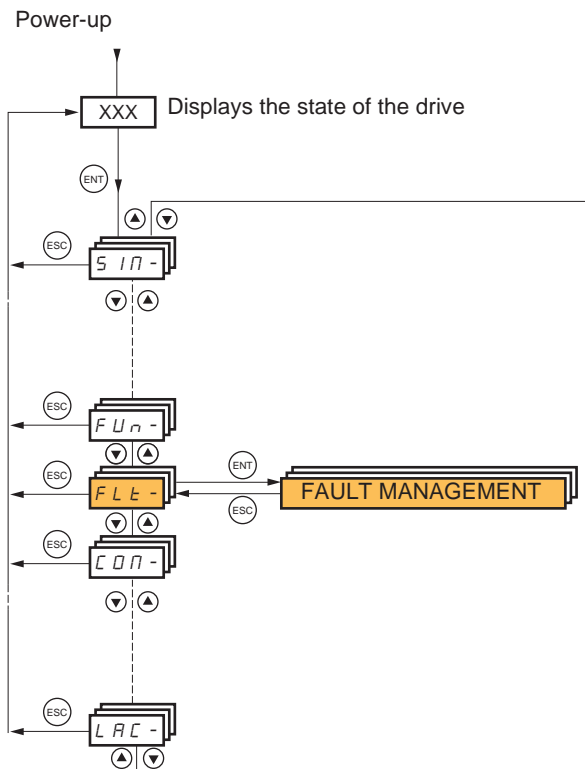 Power-up
XXX Displays the state of the drive
ENT
ESC
SIM-
ESC
FUn-
ESC
FLt-
ENT
FAULT MANAGEMENT
ESC
ESC
COM-
ESC
LAC-